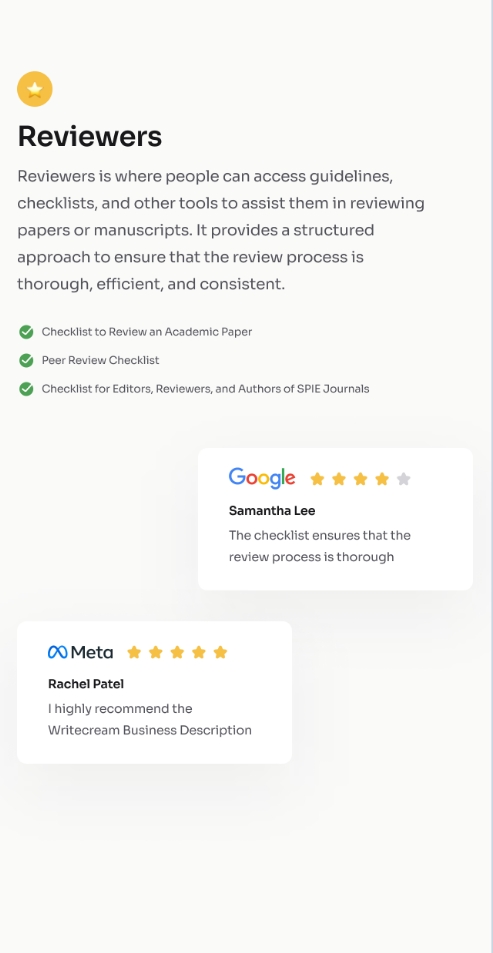 Reviewers
Reviewers is where people can access guidelines,
checklists, and other tools to assist them in reviewing
papers or manuscripts. It provides a structured
approach to ensure that the review process is
thorough, efficient, and consistent.
Checklist to Review an Academic Paper
Peer Review Checklist
Checklist for Editors, Reviewers, and Authors of SPIE Journals
Google
Samantha Lee
The checklist ensures that the
review process is thorough
Meta
Rachel Patel
I highly recommend the
Writecream Business Description